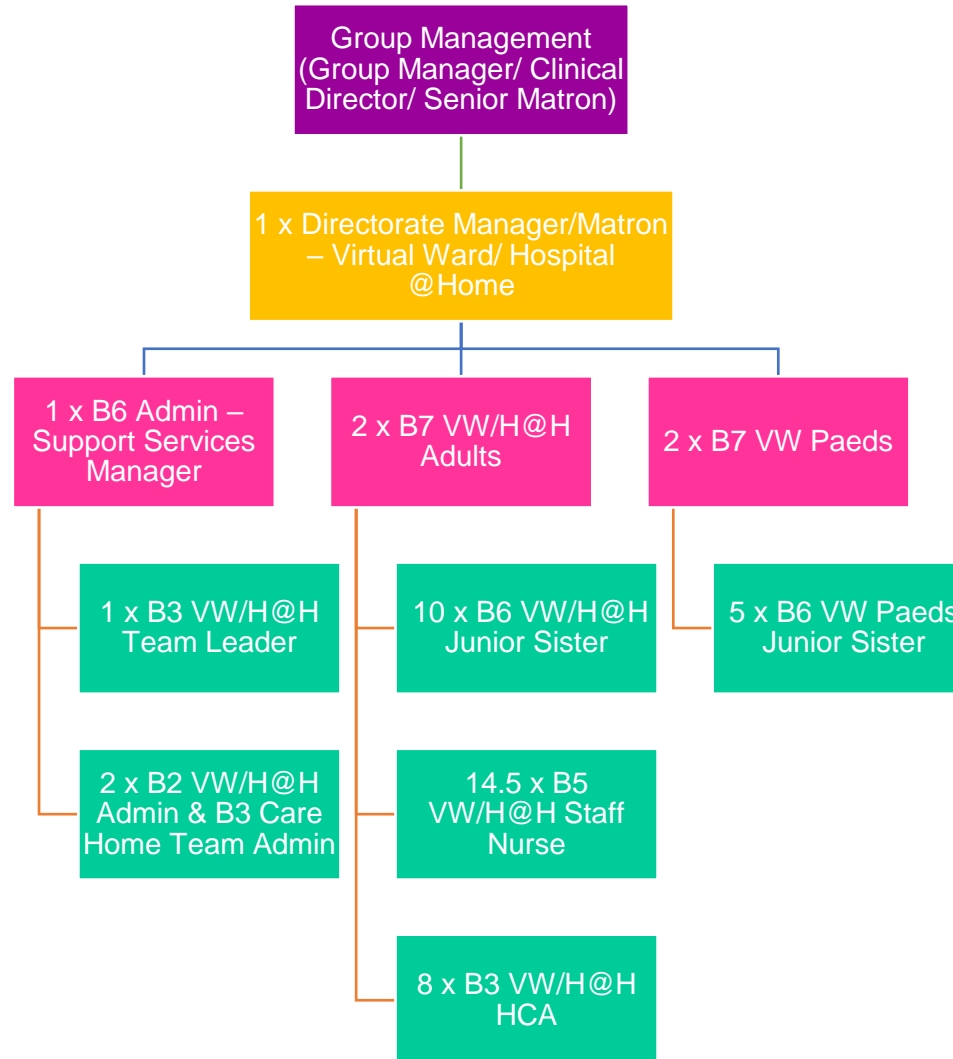 Group Management
(Group Manager/ Clinical
Director/ Senior Matron)
1 x Directorate Manager/Matron
– Virtual Ward/ Hospital
@Home
1 x B6 Admin –
Support Services
Manager
2 x B7 VW/H@H
Adults
2 x B7 VW Paeds
1 x B3 VW/H@H
Team Leader
10 x B6 VW/H@H
Junior Sister
5 x B6 VW Paeds
Junior Sister
2 x B2 VW/H@H
Admin & B3 Care
Home Team Admin
14.5 x B5
VW/H@H Staff
Nurse
8 x B3 VW/H@H
HCA